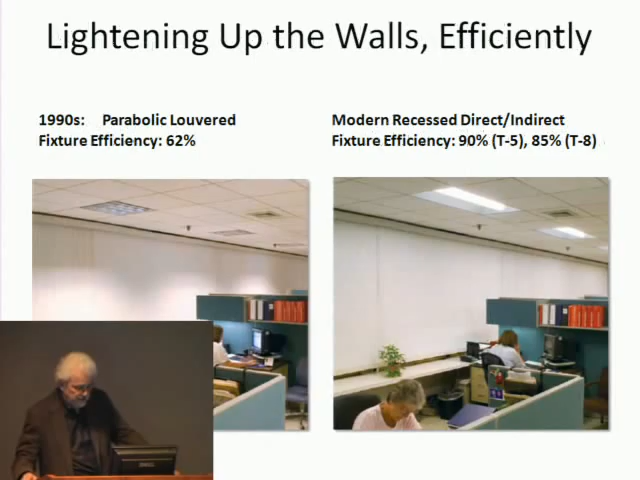 Lightening Up the Walls, Efficiently
1990s: Parabolic Louvered
Fixture Efficiency: 62%
Modern Recessed Direct/Indirect
Fixture Efficiency: 90% (T-5), 85% (T-8)
DELL